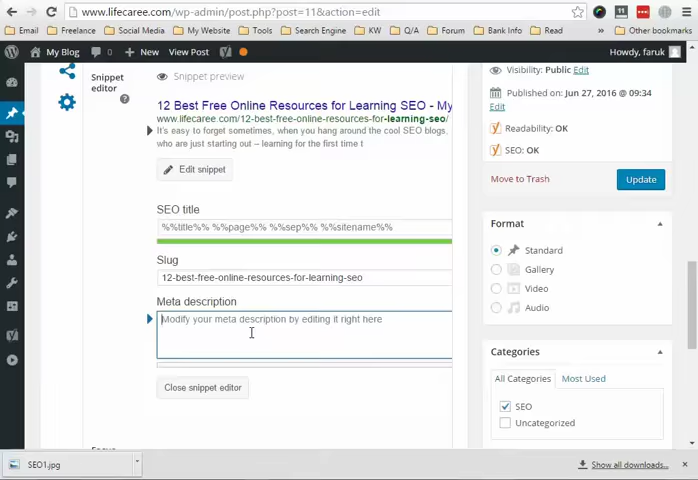 www.lifecaree.com/wp-admin/post.php?post=11&action=edit
Email Freelance Social Media My Website Tools Search Engine KW Q/A Forum Bank Info Read » Other bookmarks
My Blog 0 + New View Post Howdy, faruk
Snippet editor
Snippet preview
12 Best Free Online Resources for Learning SEO - My
www.lifecaree.com/12-best-free-online-resources-for-learning-seo/
It's easy to forget sometimes, when you hang around the cool SEO blogs,
who are just starting out – learning for the first time t
Edit snippet
SEO title
%%title%% %%page%% %%sep%% %%sitename%%
Slug
12-best-free-online-resources-for-learning-seo
Meta description
Modify your meta description by editing it right here
Close snippet editor
Visibility: Public Edit
Published on: Jun 27, 2016 @ 09:34
Edit
Readability: OK
SEO: OK
Move to Trash
Update
Format
Standard
Gallery
Video
Audio
Categories
All Categories Most Used
SEO
Uncategorized
SEO1.jpg
Show all downloads...